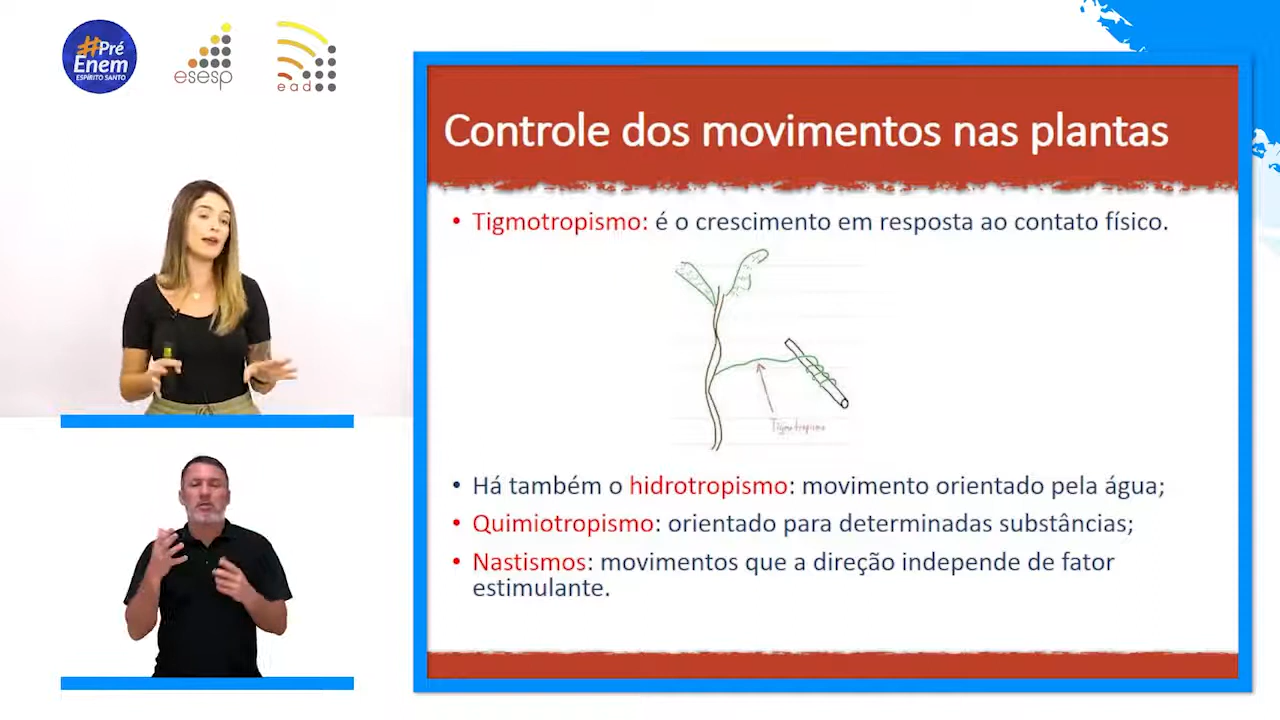 #Pré
Enem
ESPÍRITO SANTO
esesp
ead
Controle dos movimentos nas plantas
• Tigmotropismo: é o crescimento em resposta ao contato físico.
Tigmotropismo
• Há também o hidrotropismo: movimento orientado pela água;
• Quimiotropismo: orientado para determinadas substâncias;
• Nastismos: movimentos que a direção independe de fator
estimulante.